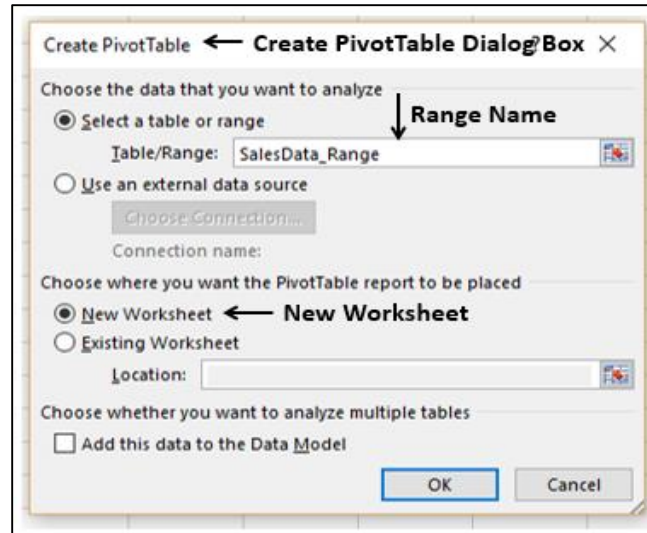 Create PivotTable ← Create PivotTable Dialog Box ? ×
Choose the data that you want to analyze
Select a table or range
Range Name
Table/Range: SalesData_Range
Use an external data source
Choose Connection...
Connection name:
Choose where you want the PivotTable report to be placed
New Worksheet ← New Worksheet
Existing Worksheet
Location:
Choose whether you want to analyze multiple tables
Add this data to the Data Model
OK Cancel